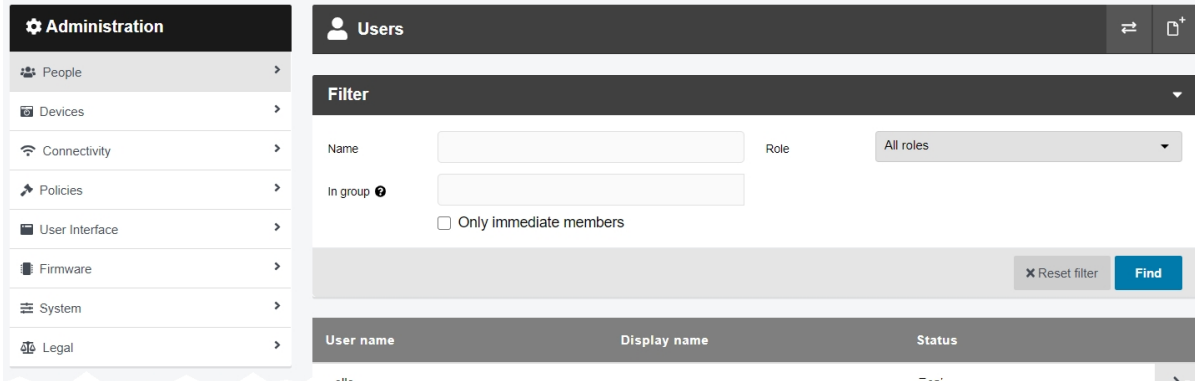 Administration
People
Devices
Connectivity
Policies
User Interface
Firmware
System
Legal
Users
Filter
Name
Role
All roles
In group
Only immediate members
Reset filter
Find
User name
Display name
Status